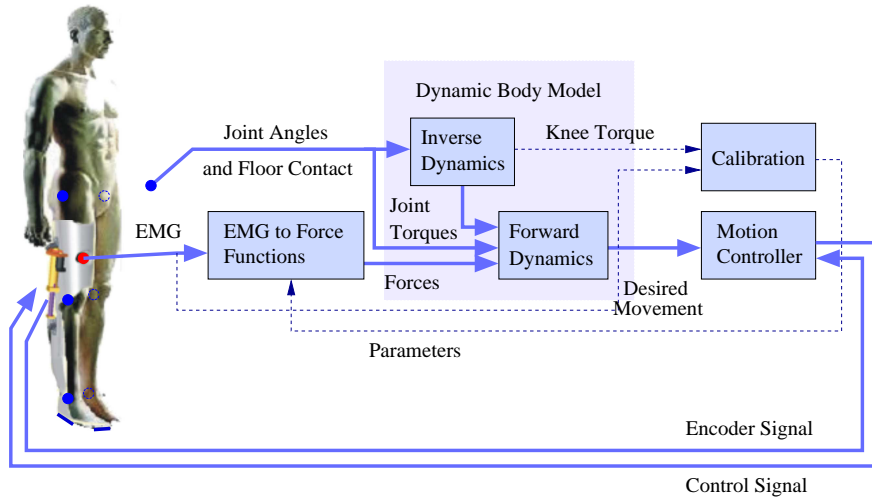 Dynamic Body Model
Joint Angles
and Floor Contact
Inverse
Dynamics
Knee Torque
Calibration
EMG
EMG to Force
Functions
Joint
Torques
Forces
Forward
Dynamics
Motion
Controller
Desired
Movement
Parameters
Encoder Signal
Control Signal